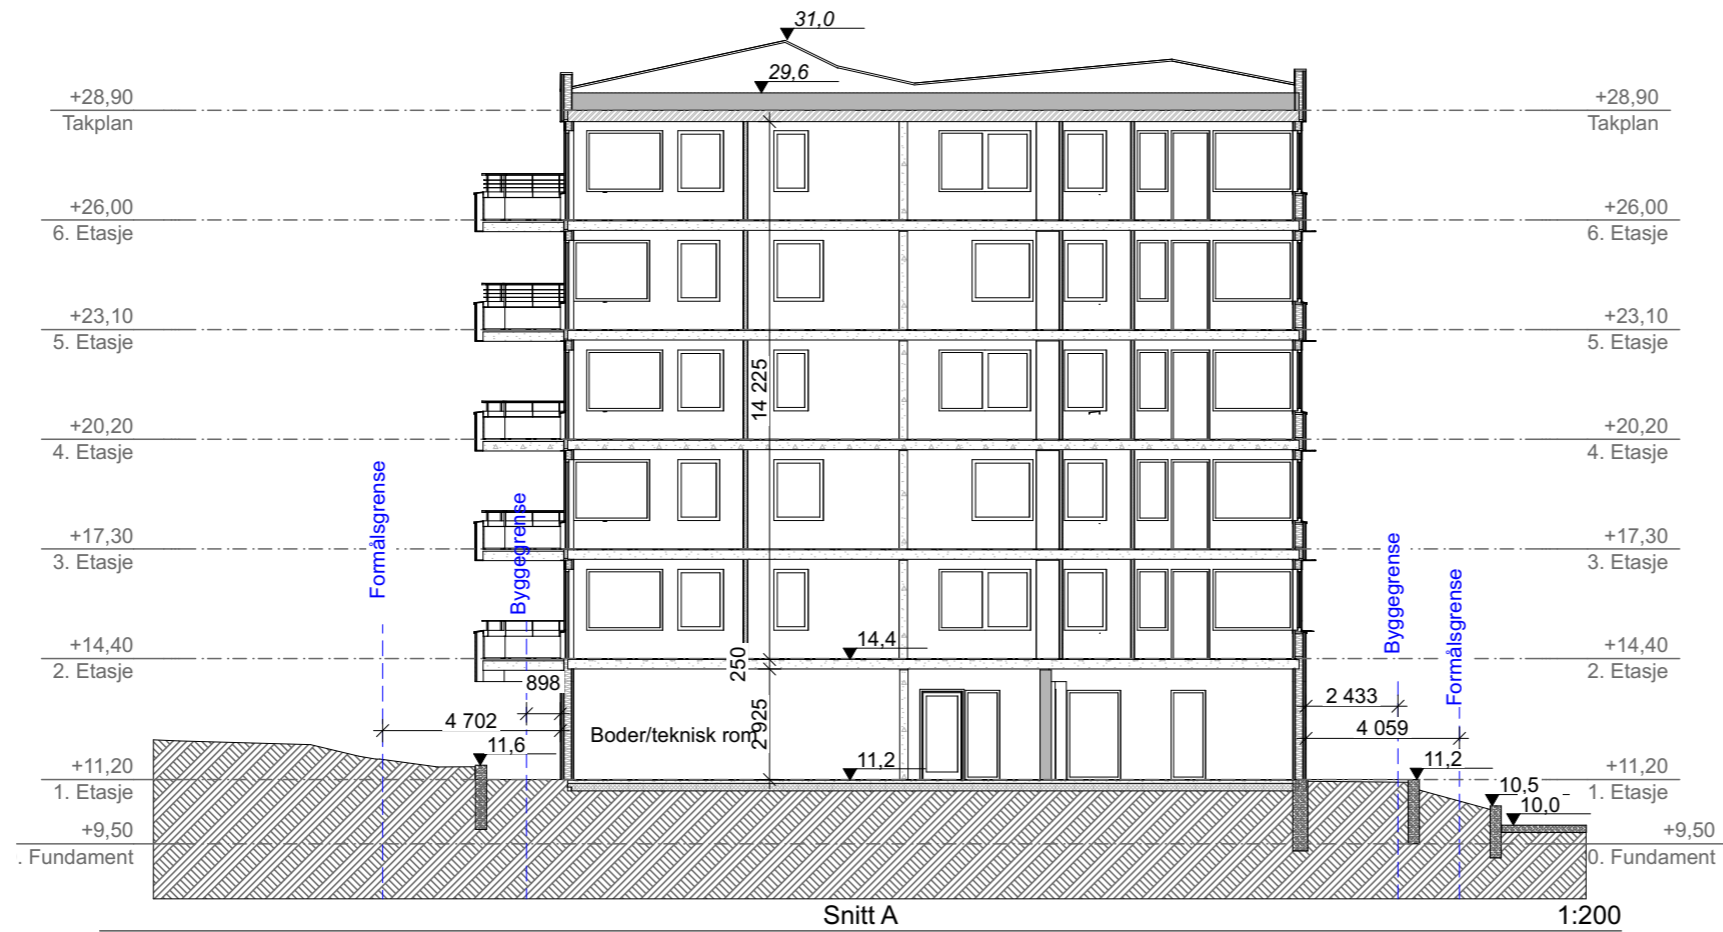 31,0
29,6
+28,90
Takplan
+28,90
Takplan
+26,00
6. Etasje
+26,00
6. Etasje
+23,10
5. Etasje
+23,10
5. Etasje
14 225
+20,20
4. Etasje
+20,20
4. Etasje
Formålsgrense
Byggegrense
+17,30
3. Etasje
+17,30
3. Etasje
Byggegrense
Formålsgrense
14,4
+14,40
2. Etasje
+14,40
2. Etasje
250
898
2 433
4 702
Boder/teknisk rom
2 925
4 059
11,6
11,2
11,2
+11,20
1. Etasje
+11,20
1. Etasje
10,5
10,0
+9,50
. Fundament
+9,50
0. Fundament
Snitt A
1:200